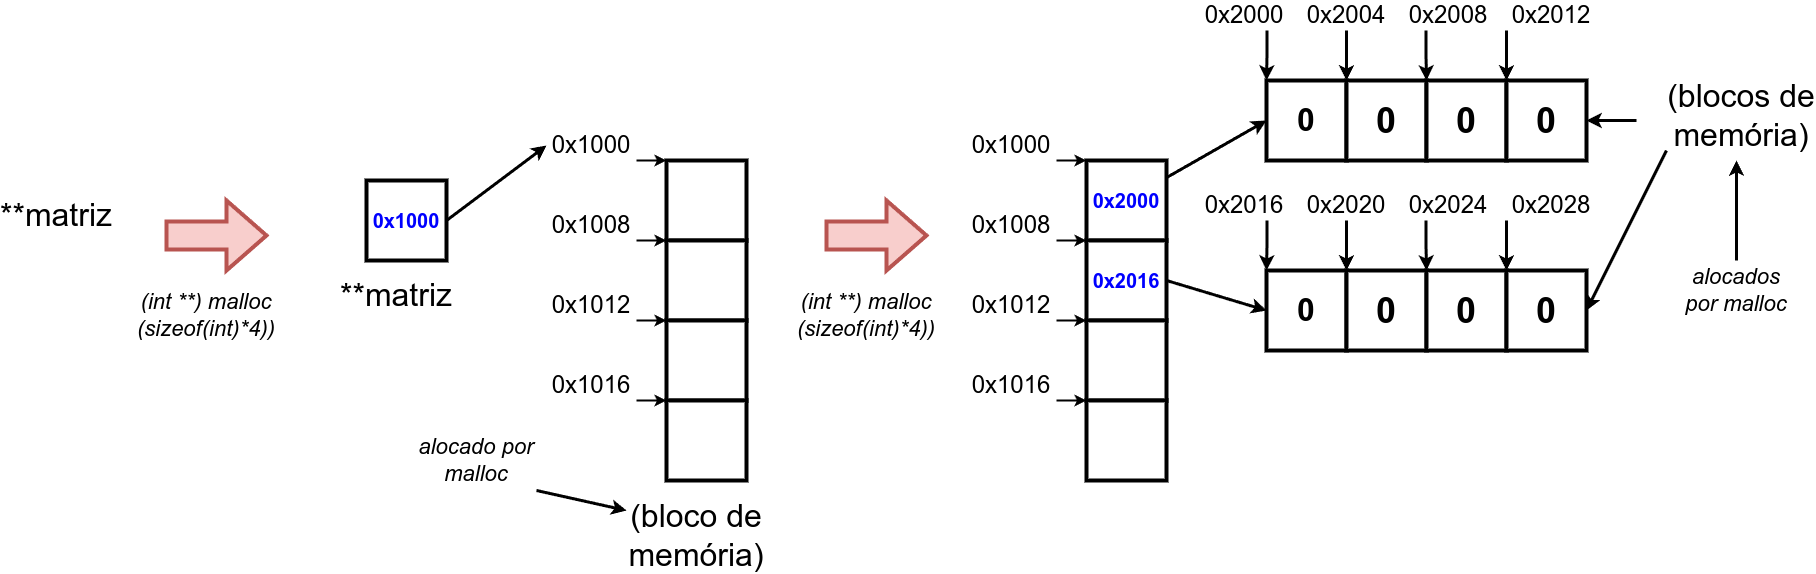 **matriz
(int **) malloc
(sizeof(int)*4))
0x1000
**matriz
0x1000
0x1008
0x1012
0x1016
alocado por
malloc
(bloco de
memória)
(int **) malloc
(sizeof(int)*4))
0x1000
0x1008
0x1012
0x1016
0x2000
0x2016
0x2000 0x2004 0x2008 0x2012
0 0 0 0
0x2016 0x2020 0x2024 0x2028
0 0 0 0
(blocos de
memória)
alocados
por malloc